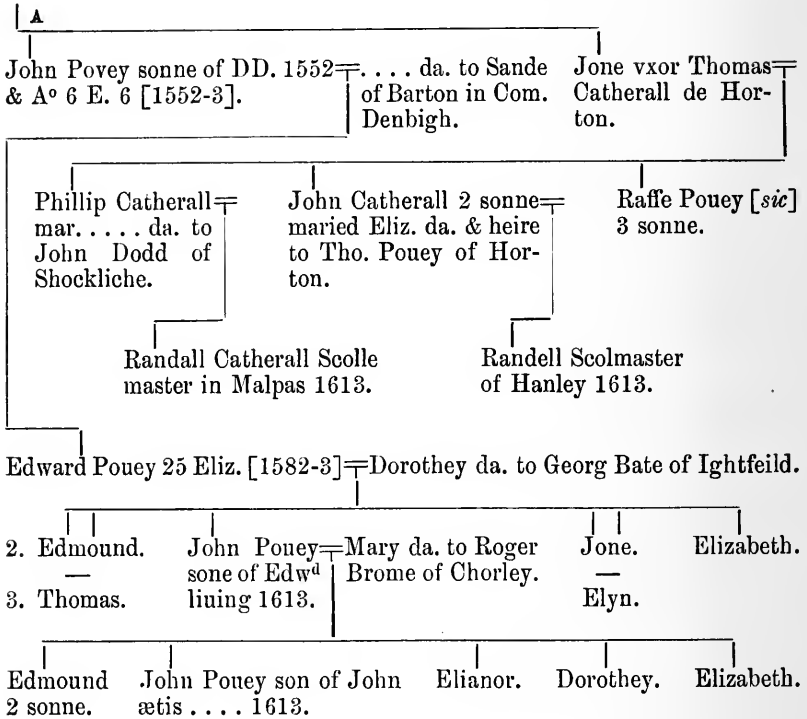 A
John Povey sonne of DD. 1552=. . . . da. to Sande
& Aº 6 E. 6 [1552-3].
of Barton in Com.
Denbigh.
Jone vxor Thomas=
Catherall de Hor-
ton.
Phillip Catherall=
mar. . . . . da. to
John Dodd of
Shockliche.
John Catherall 2 sonne=
maried Eliz. da. & heire
to Tho. Pouey of Hor-
ton.
Raffe Pouey [sic]
3 sonne.
Randall Catherall Scolle
master in Malpas 1613.
Randell Scolmaster
of Hanley 1613.
Edward Pouey 25 Eliz. [1582-3]=Dorothey da. to Georg Bate of Ightfeild.
2. Edmound.
—
3. Thomas.
John Pouey=Mary da. to Roger
sone of Edwᵈ
liuing 1613.
Brome of Chorley.
Jone.
—
Elyn.
Elizabeth.
Edmound
2 sonne.
John Pouey son of John
ætis . . . . 1613.
Elianor.
Dorothey.
Elizabeth.